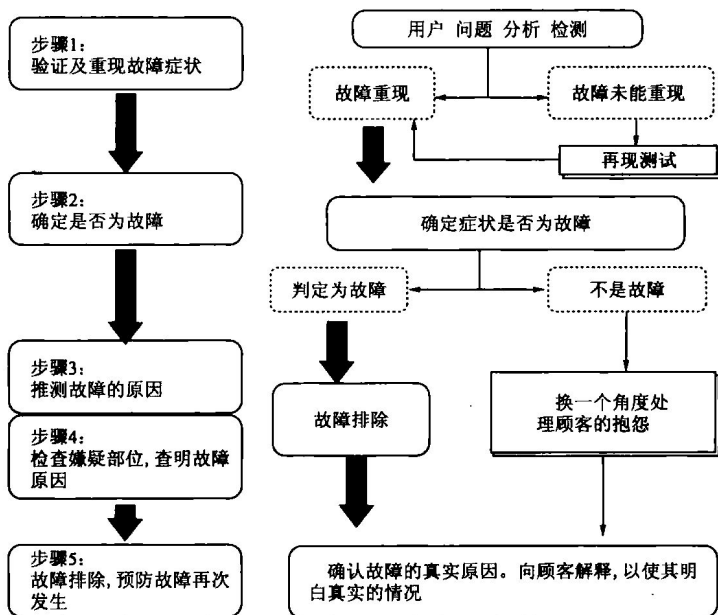 步骤1:
验证及重现故障症状
步骤2:
确定是否为故障
步骤3:
推测故障的原因
步骤4:
检查嫌疑部位,查明故障
原因
步骤5:
故障排除,预防故障再次
发生
用户 问题 分析 检测
故障重现
故障未能重现
再现测试
确定症状是否为故障
判定为故障
不是故障
故障排除
换一个角度处
理顾客的抱怨
确认故障的真实原因。向顾客解释,以使其明
白真实的情况